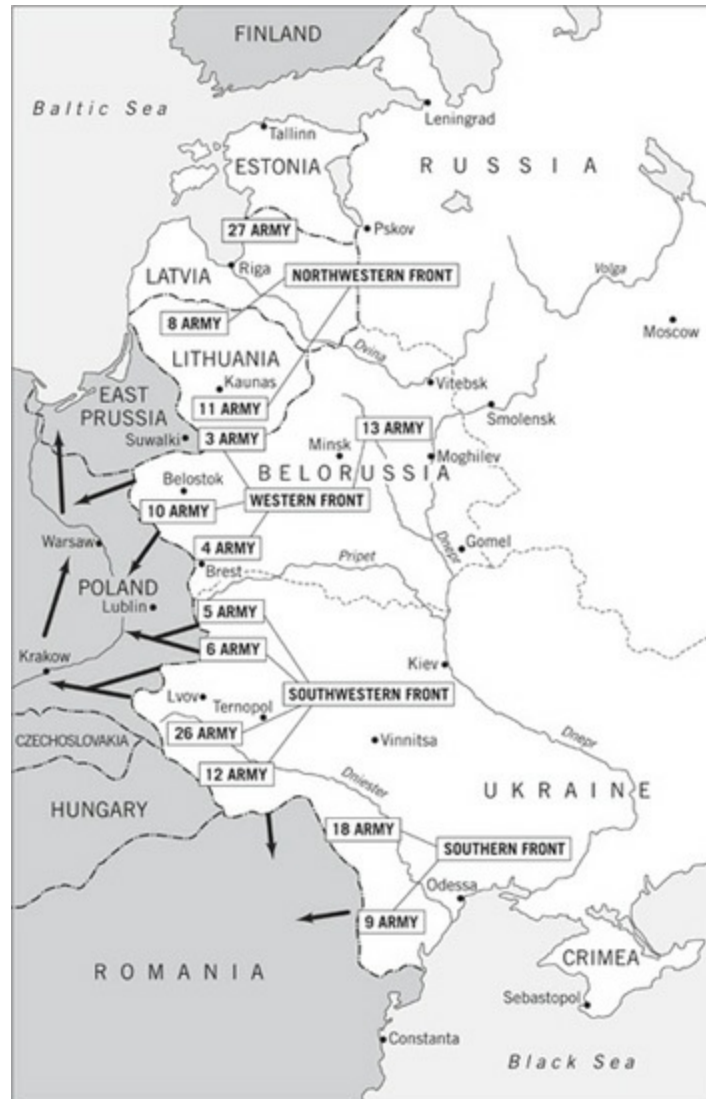 FINLAND
Baltic Sea
Leningrad
Tallinn
ESTONIA
RUSSIA
27 ARMY
Pskov
Riga
NORTHWESTERN FRONT
Volga
LATVIA
8 ARMY
Moscow
Dvina
LITHUANIA
Kaunas
Vitebsk
EAST
PRUSSIA
11 ARMY
Smolensk
3 ARMY
13 ARMY
Suwalki
Minsk
Moghilev
BELORUSSIA
Belostok
WESTERN FRONT
10 ARMY
Dnepr
Warsaw
4 ARMY
Gomel
Brest
Pripet
POLAND
Lublin
5 ARMY
6 ARMY
Krakow
Kiev
Lvov
SOUTHWESTERN FRONT
Ternopol
26 ARMY
Vinnitsa
Dnepr
CZECHOSLOVAKIA
12 ARMY
Dniester
UKRAINE
HUNGARY
18 ARMY
SOUTHERN FRONT
Odessa
9 ARMY
ROMANIA
CRIMEA
Sebastopol
Constanta
Black Sea